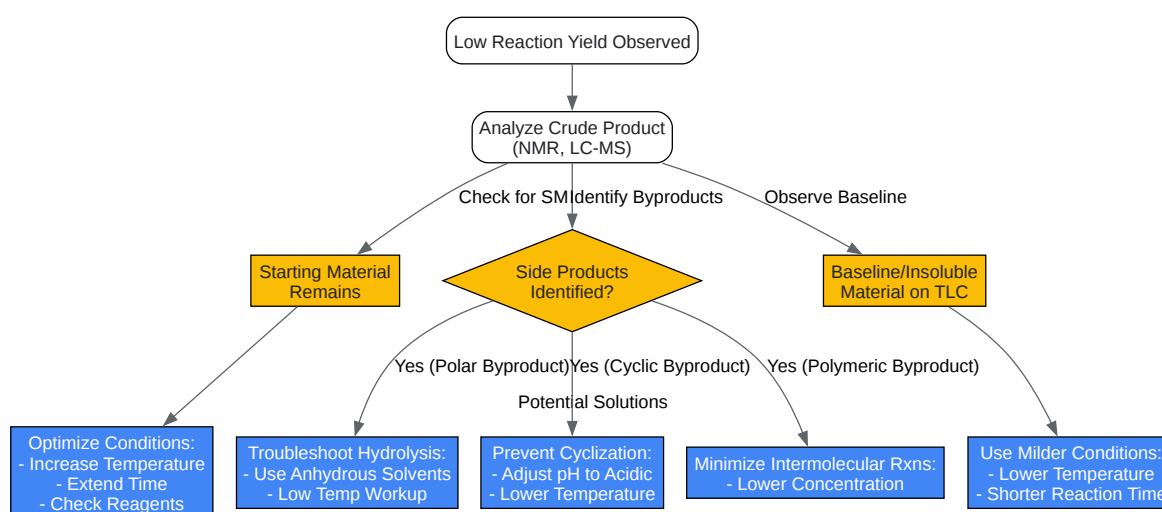 Low Reaction Yield Observed
Analyze Crude Product
(NMR, LC-MS)
Check for SM
Identify Byproducts
Observe Baseline
Starting Material
Remains
Side Products
Identified?
Baseline/Insoluble
Material on TLC
Yes (Polar Byproduct)
Yes (Cyclic Byproduct)
Yes (Polymeric Byproduct)
Potential Solutions
Optimize Conditions:
- Increase Temperature
- Extend Time
- Check Reagents
Troubleshoot Hydrolysis:
- Use Anhydrous Solvents
- Low Temp Workup
Prevent Cyclization:
- Adjust pH to Acidic
- Lower Temperature
Minimize Intermolecular Rxns:
- Lower Concentration
Use Milder Conditions:
- Lower Temperature
- Shorter Reaction Time